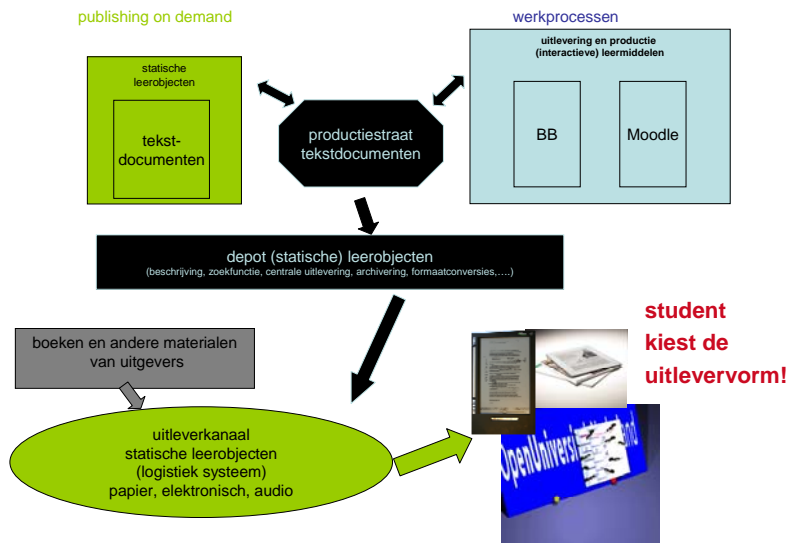 publishing on demand
werkprocessen
statische
leerobjecten
tekst-
documenten
productiestraat
tekstdocumenten
uitlevering en productie
(interactieve) leermiddelen
BB
Moodle
depot (statische) leerobjecten
(beschrijving, zoekfunctie, centrale uitlevering, archivering, formaatconversies,....)
boeken en andere materialen
van uitgevers
student
kiest de
uitlevervorm!
uitleverkanaal
statische leerobjecten
(logistiek systeem)
papier, elektronisch, audio